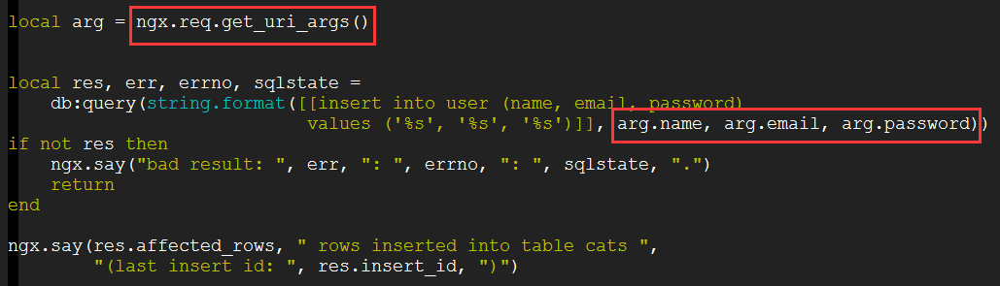 local arg = ngx.req.get_uri_args()
local res, err, errno, sqlstate =
db:query(string.format([[insert into user (name, email, password)
values ('%s', '%s', '%s')]], arg.name, arg.email, arg.password))
if not res then
ngx.say("bad result: ", err, ": ", errno, ": ", sqlstate, ".")
return
end
ngx.say(res.affected_rows, " rows inserted into table cats ",
"(last insert id: ", res.insert_id, ")")